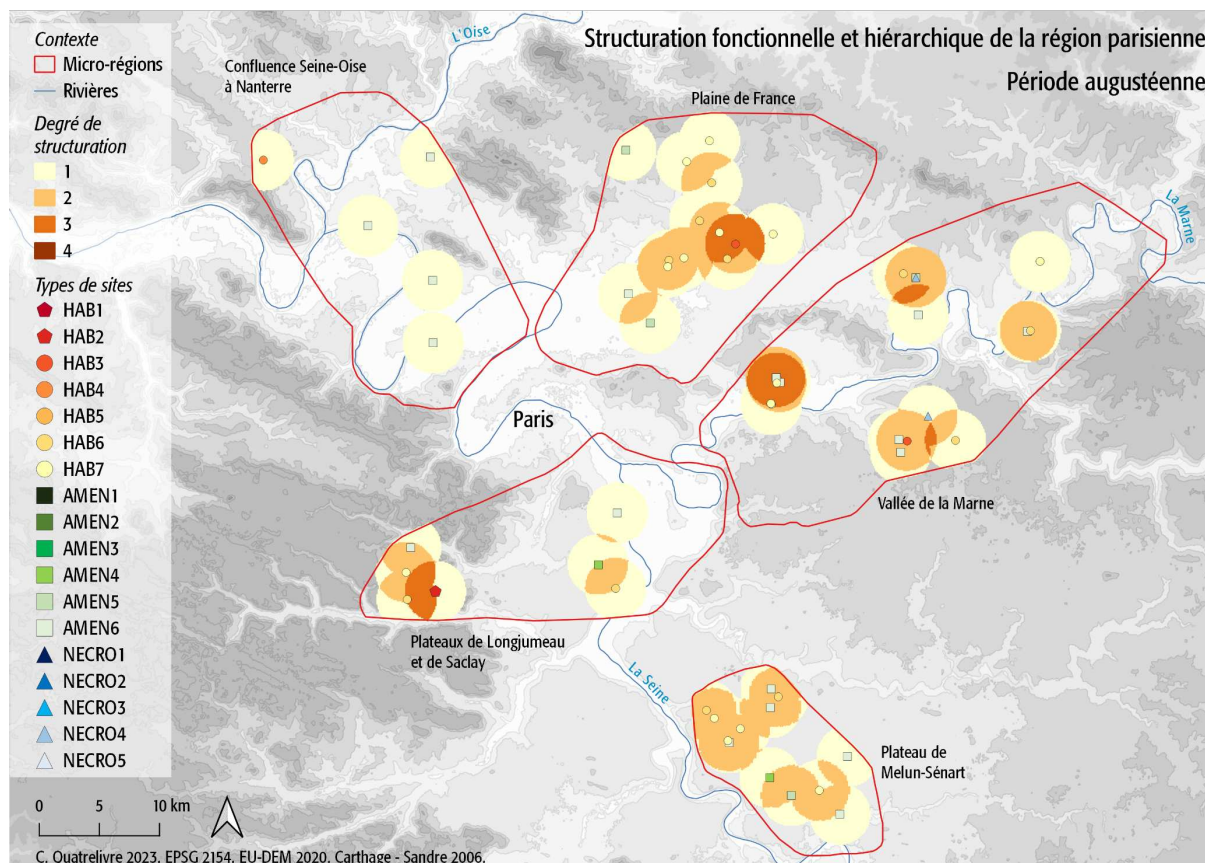 Structuration fonctionnelle et hiérarchique de la région parisienne
Période augustéenne
Contexte
Micro-régions
Rivières
Degré de
structuration
1
2
3
4
Types de sites
HAB1
HAB2
HAB3
HAB4
HAB5
HAB6
HAB7
AMEN1
AMEN2
AMEN3
AMEN4
AMEN5
AMEN6
NECRO1
NECRO2
NECRO3
NECRO4
NECRO5
0 5 10 km
C. Quatrelivre 2023. EPSG 2154. EU-DEM 2020. Carthage - Sandre 2006.
L'Oise
Confluence Seine-Oise
à Nanterre
Plaine de France
La Marne
Paris
Vallée de la Marne
Plateaux de Longjumeau
et de Saclay
La Seine
Plateau de
Melun-Sénart